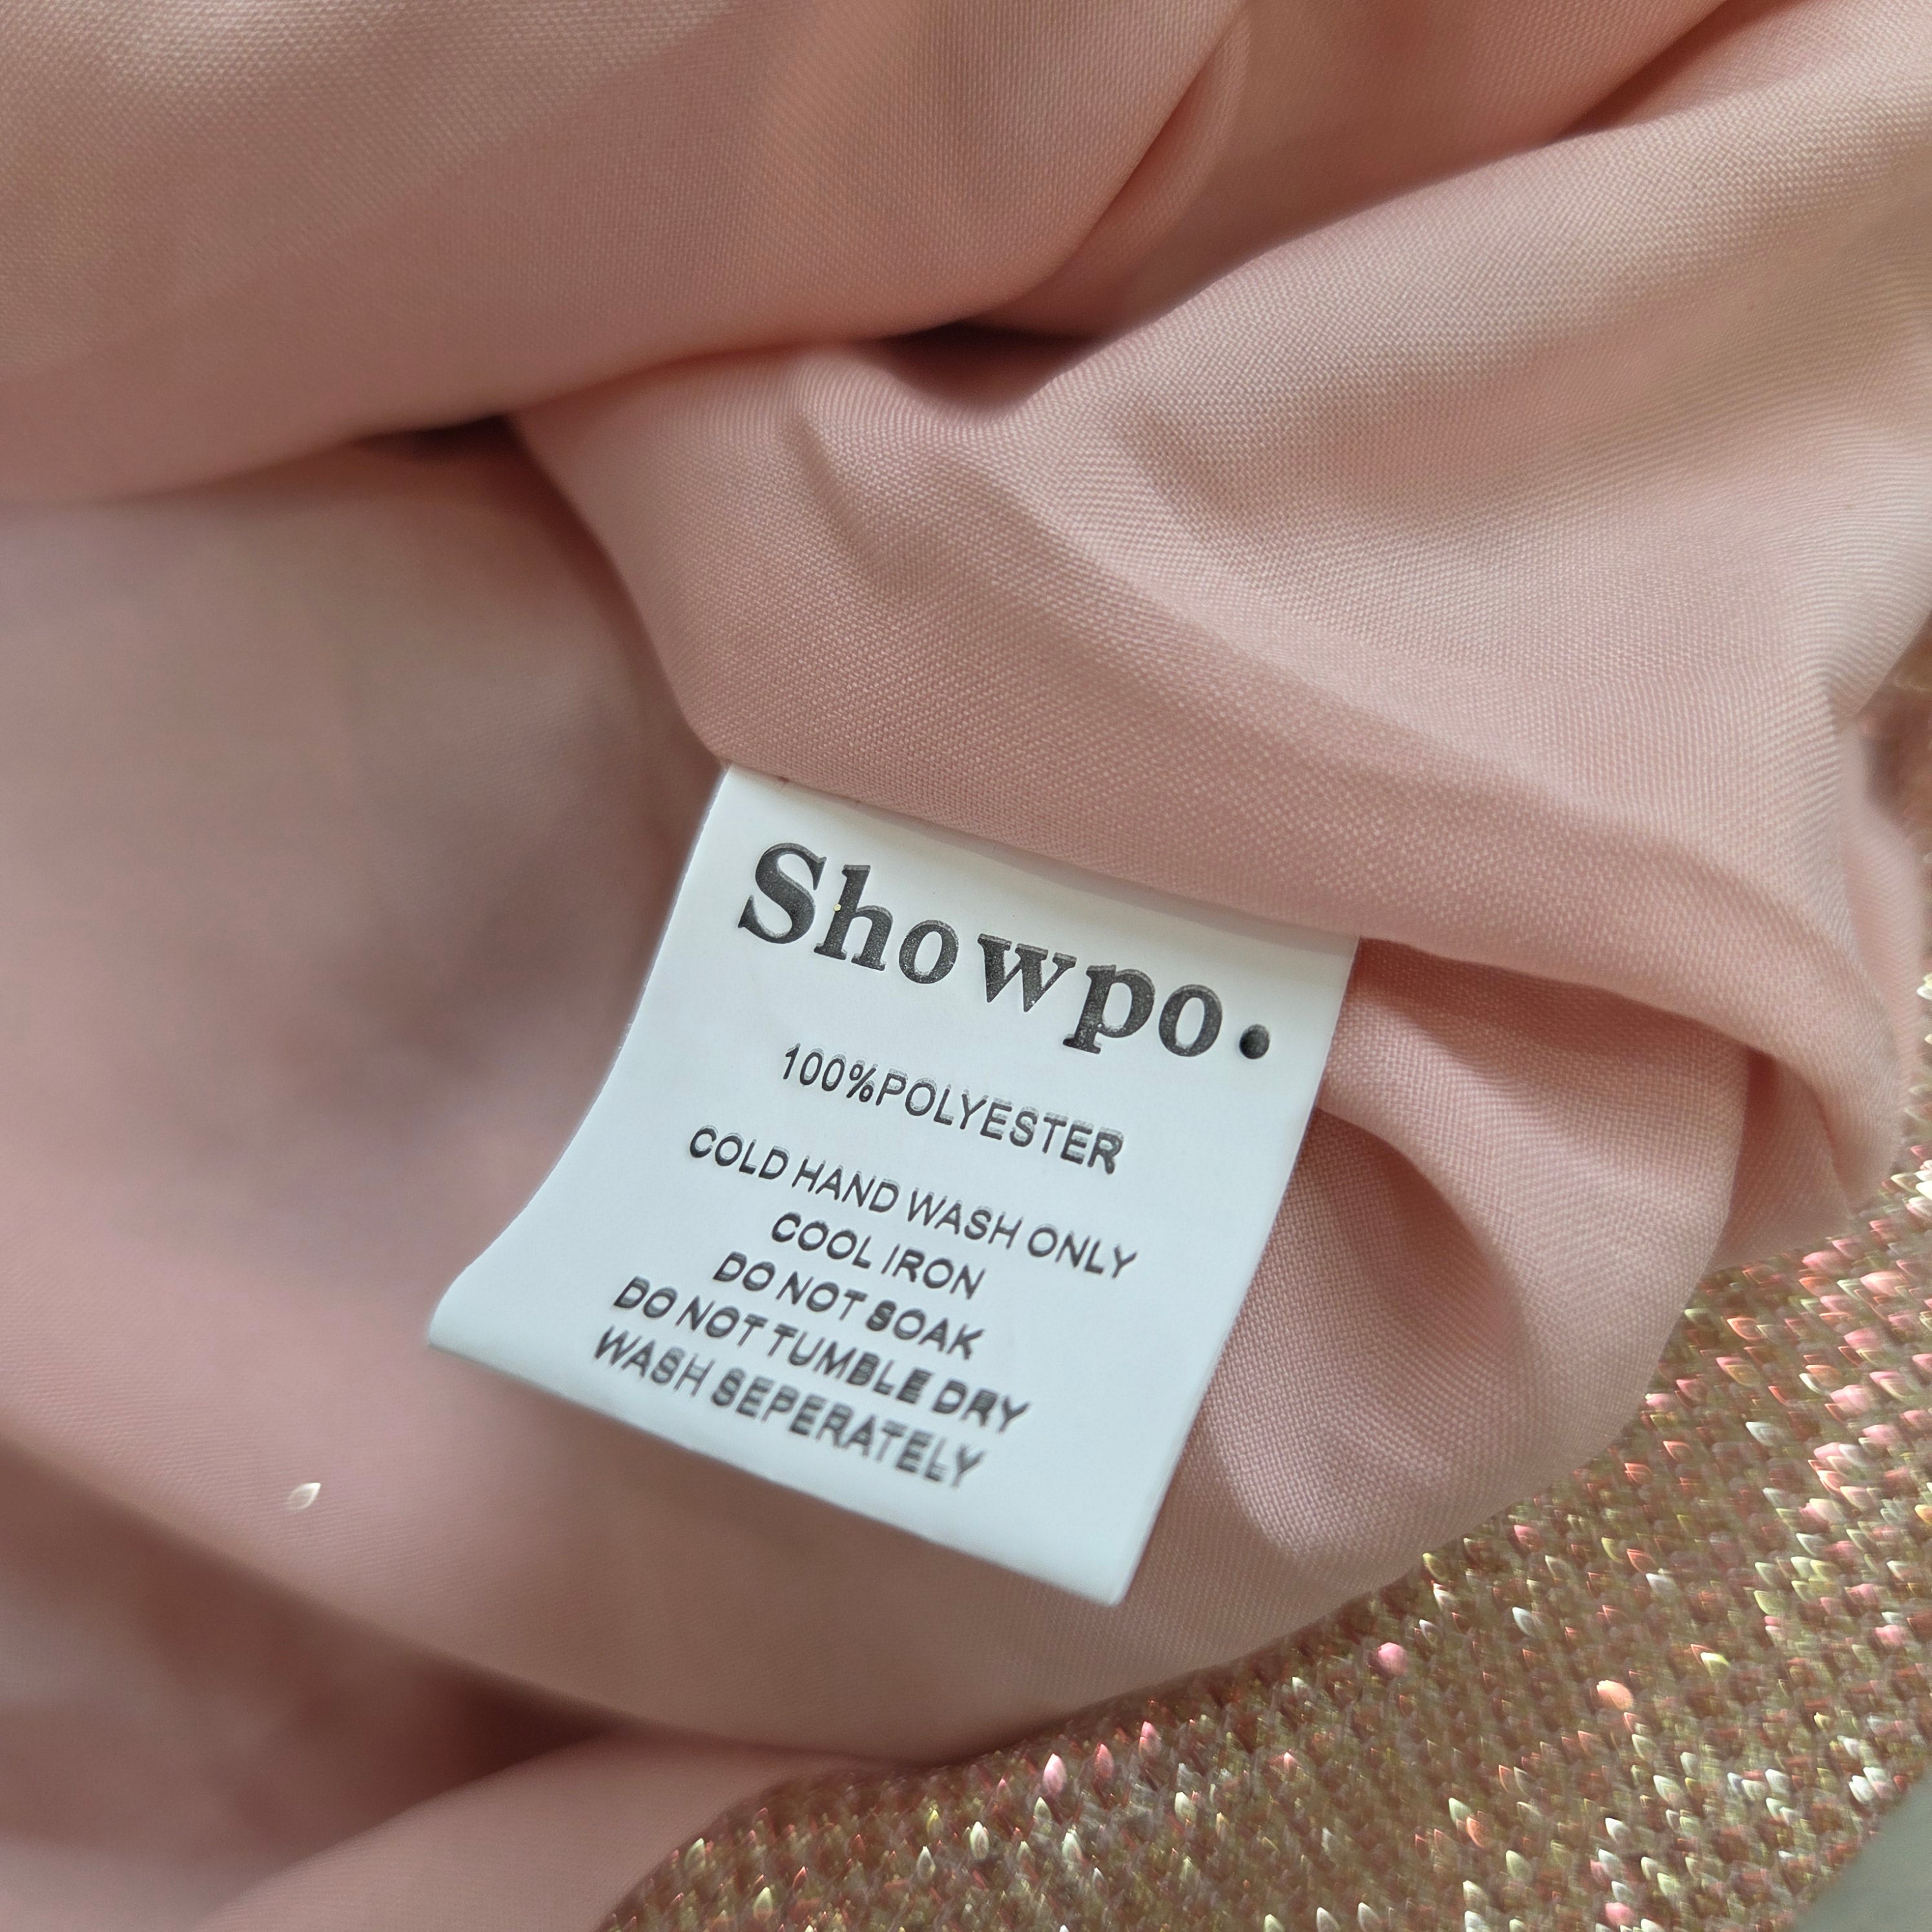 Showpo.
100%POLYESTER
COLD HAND WASH ONLY
COOL IRON
DO NOT SOAK
DO NOT TUMBLE DRY
WASH SEPERATELY